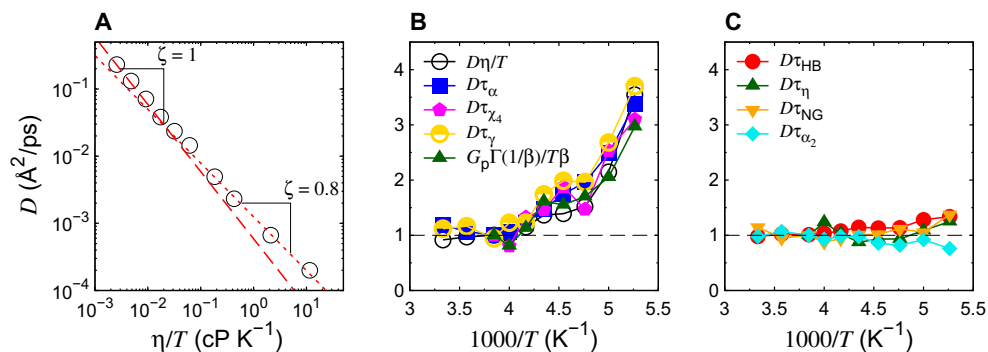 A
B
C
ζ = 1
ζ = 0.8
10⁻¹
10⁻²
10⁻³
10⁻⁴
D (Å²/ps)
10⁻³ 10⁻² 10⁻¹ 10⁰ 10¹
η/T (cP K⁻¹)
Dη/T
Dτα
Dτχ₄
Dτγ
GpΓ(1/β)/Tβ
4
3
2
1
0
3 3.5 4 4.5 5 5.5
1000/T (K⁻¹)
DτHB
Dτη
DτNG
Dτα₂
4
3
2
1
0
3 3.5 4 4.5 5 5.5
1000/T (K⁻¹)